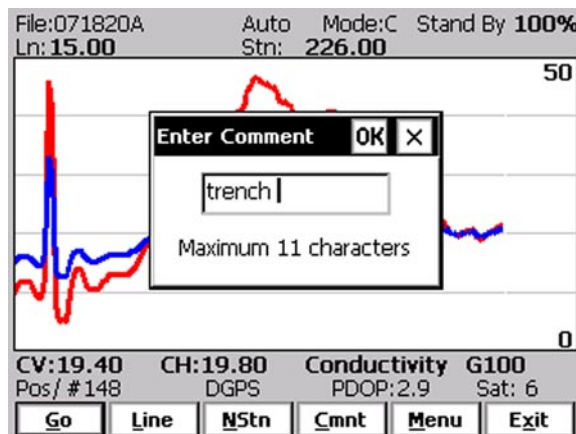 File:071820A Auto Mode:C Stand By 100%
Ln: 15.00 Stn: 226.00
50
Enter Comment OK ×
trench
Maximum 11 characters
0
CV:19.40 CH:19.80 Conductivity G100
Pos/ #148 DGPS PDOP:2.9 Sat: 6
Go Line NStn Cmnt Menu Exit